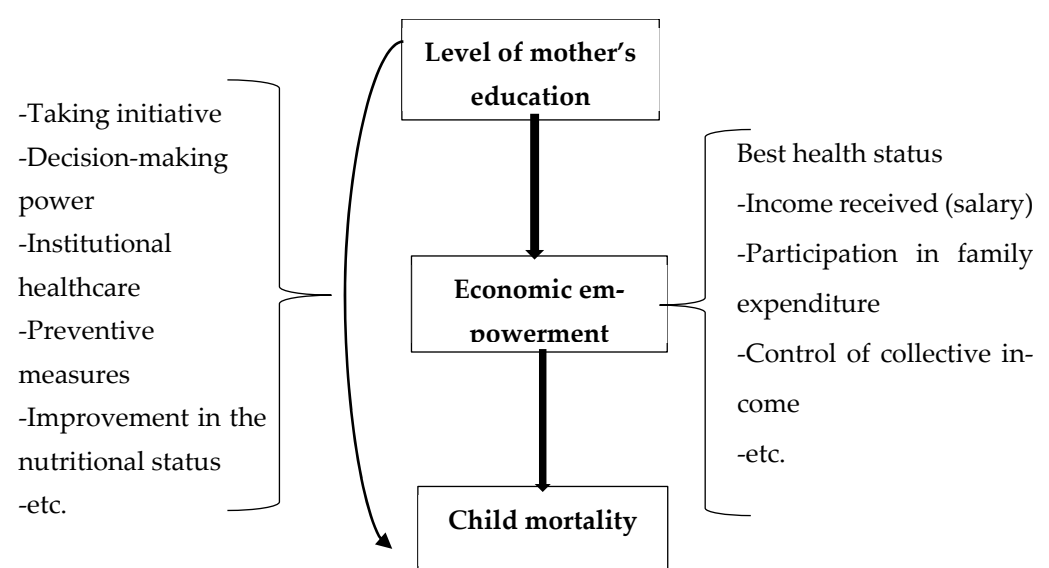 Level of mother’s
education
-Taking initiative
-Decision-making
power
-Institutional
healthcare
-Preventive
measures
-Improvement in the
nutritional status
-etc.
Best health status
-Income received (salary)
-Participation in family
expenditure
-Control of collective in-
come
-etc.
Economic em-
powerment
Child mortality